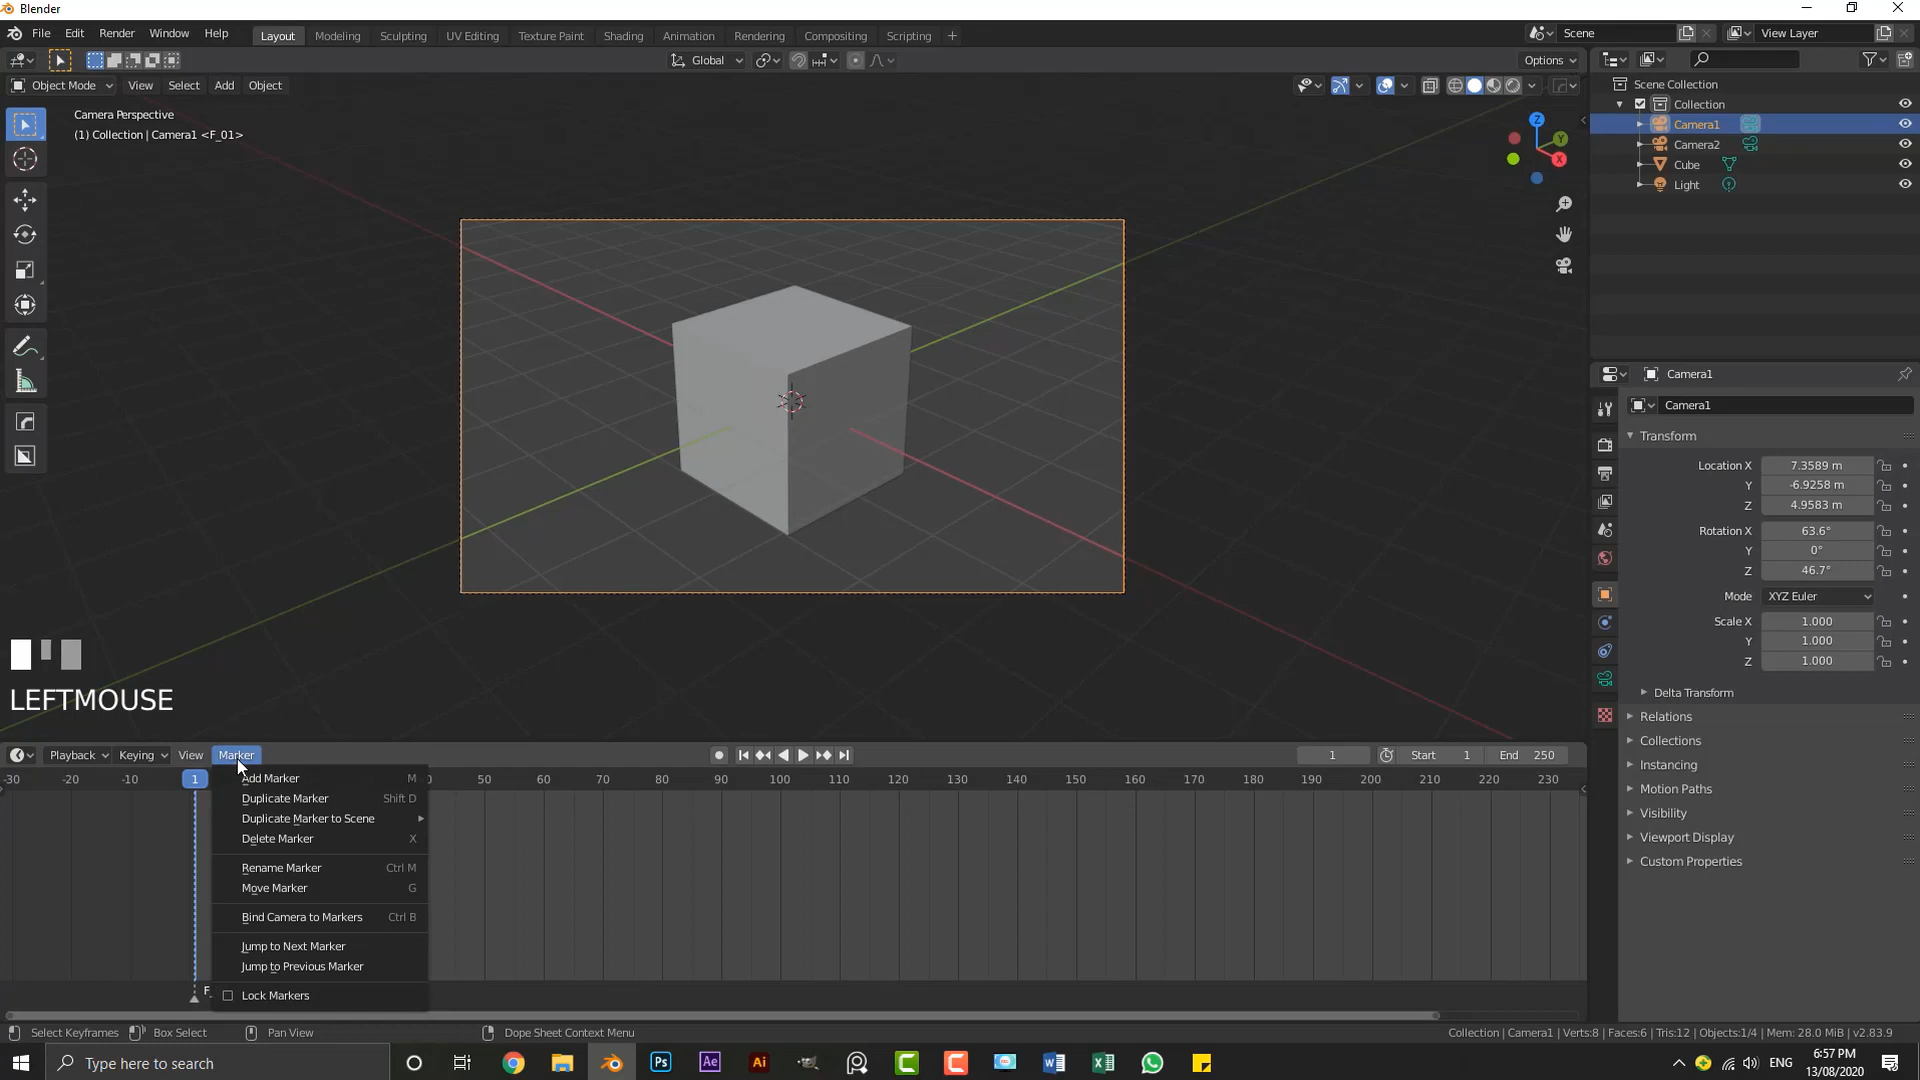 Blender
File Edit Render Window Help Layout Modeling Sculpting UV Editing Texture Paint Shading Animation Rendering Compositing Scripting + Scene View Layer
Global Options
Object Mode View Select Add Object
Camera Perspective
(1) Collection | Camera1 <F_01>
Z
Y
X
Scene Collection
Collection
Camera1
Camera2
Cube
Light
Camera1
Camera1
Transform
Location X 7.3589 m
Y -6.9258 m
Z 4.9583 m
Rotation X 63.6°
Y 0°
Z 46.7°
Mode XYZ Euler
Scale X 1.000
Y 1.000
Z 1.000
Delta Transform
Relations
Collections
Instancing
Motion Paths
Visibility
Viewport Display
Custom Properties
LEFTMOUSE
Playback Keying View Marker 1 Start 1 End 250
-30 -20 -10 1 0 50 60 70 80 90 100 110 120 130 140 150 160 170 180 190 200 210 220 230
Add Marker M
Duplicate Marker Shift D
Duplicate Marker to Scene
Delete Marker X
Rename Marker Ctrl M
Move Marker G
Bind Camera to Markers Ctrl B
Jump to Next Marker
Jump to Previous Marker
Lock Markers
F_
Select Keyframes Box Select Pan View Dope Sheet Context Menu Collection | Camera1 | Verts:8 | Faces:6 | Tris:12 | Objects:1/4 | Mem: 28.0 MiB | v2.83.9
Type here to search Ps Ae Ai ENG 6:57 PM
13/08/2020